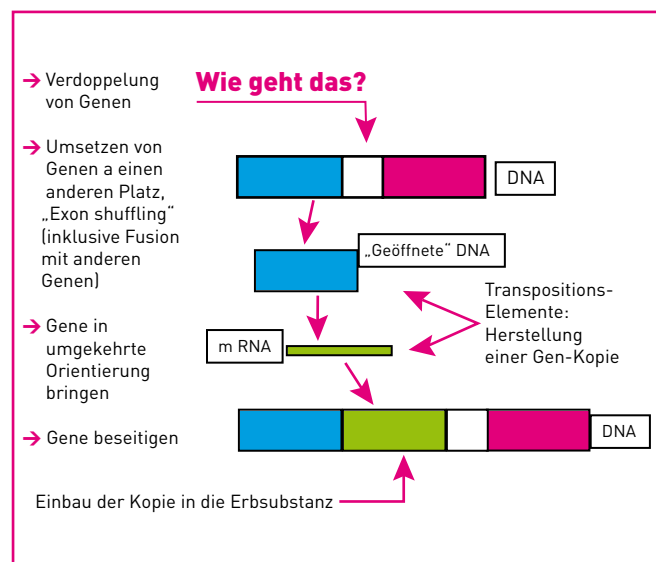 → Verdoppelung
von Genen
Wie geht das?
→ Umsetzen von
Genen a einen
anderen Platz,
„Exon shuffling“
(inklusive Fusion
mit anderen
Genen)
→ Gene in
umgekehrte
Orientierung
bringen
→ Gene beseitigen
DNA
„Geöffnete“ DNA
Transpositions-
Elemente:
Herstellung
einer Gen-Kopie
m RNA
DNA
Einbau der Kopie in die Erbsubstanz